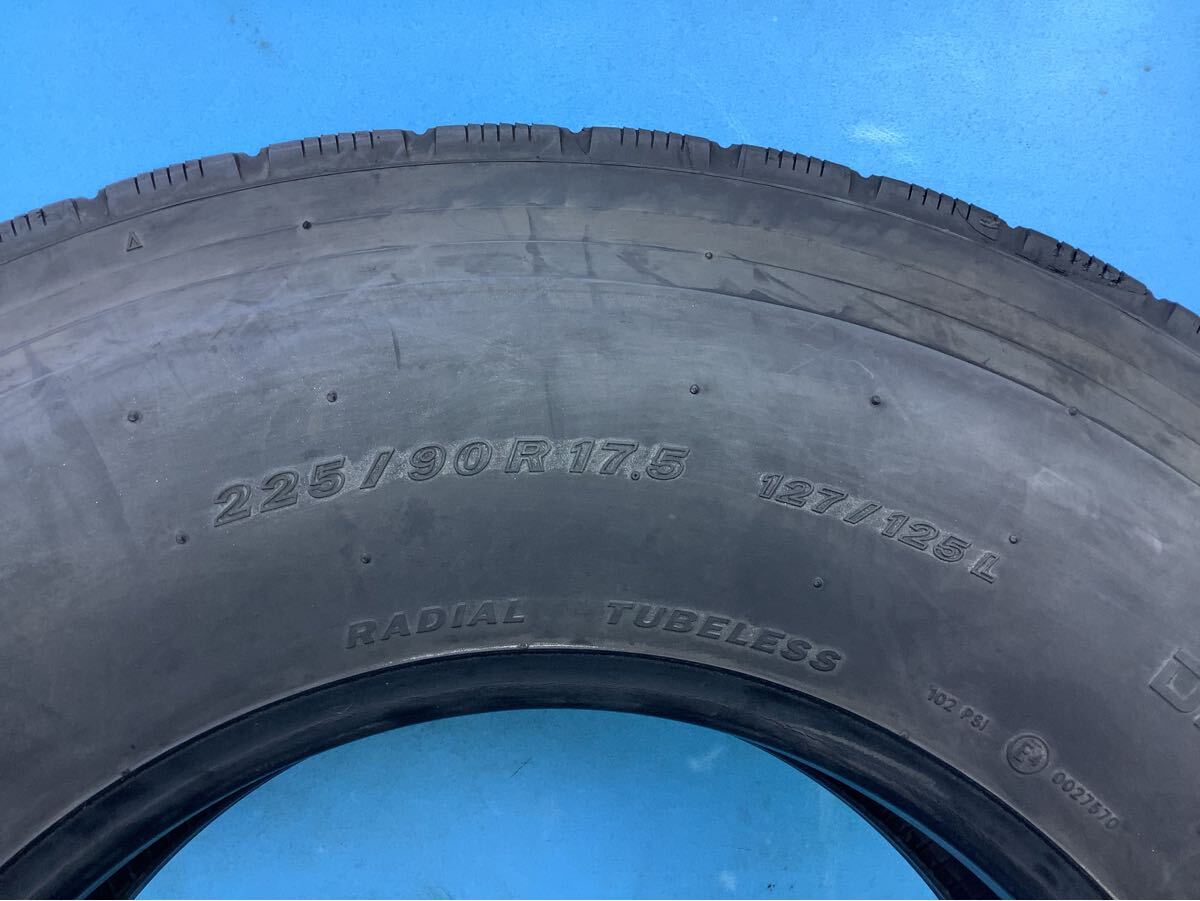 225/90R17.5 127/125L
RADIAL TUBELESS
102 PSI E4 0027570